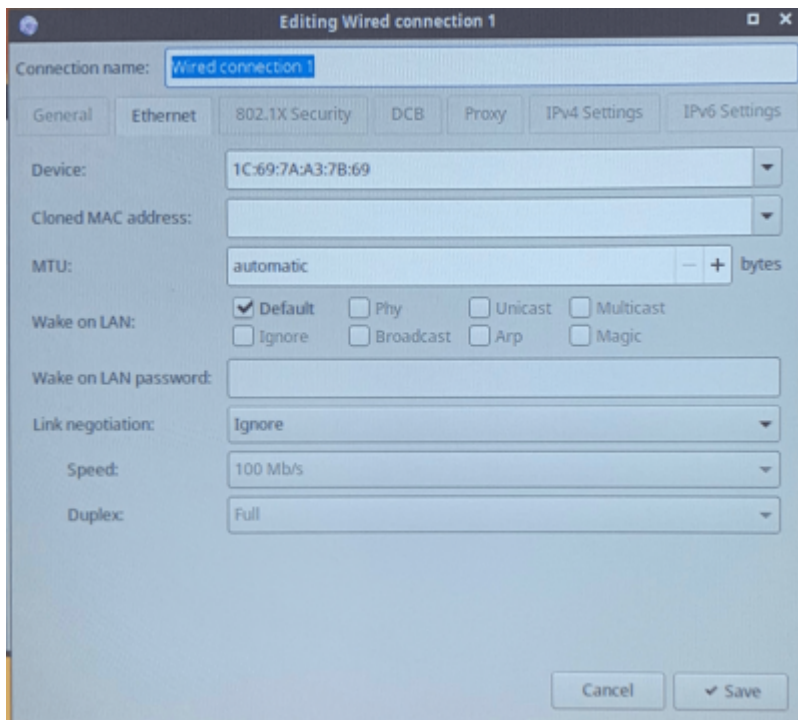 Editing Wired connection 1
Connection name: Wired connection 1
General Ethernet 802.1X Security DCB Proxy IPv4 Settings IPv6 Settings
Device: 1C:69:7A:A3:7B:69
Cloned MAC address:
MTU: automatic − + bytes
Wake on LAN: Default Phy Unicast Multicast
Ignore Broadcast Arp Magic
Wake on LAN password:
Link negotiation: Ignore
Speed: 100 Mb/s
Duplex: Full
Cancel Save